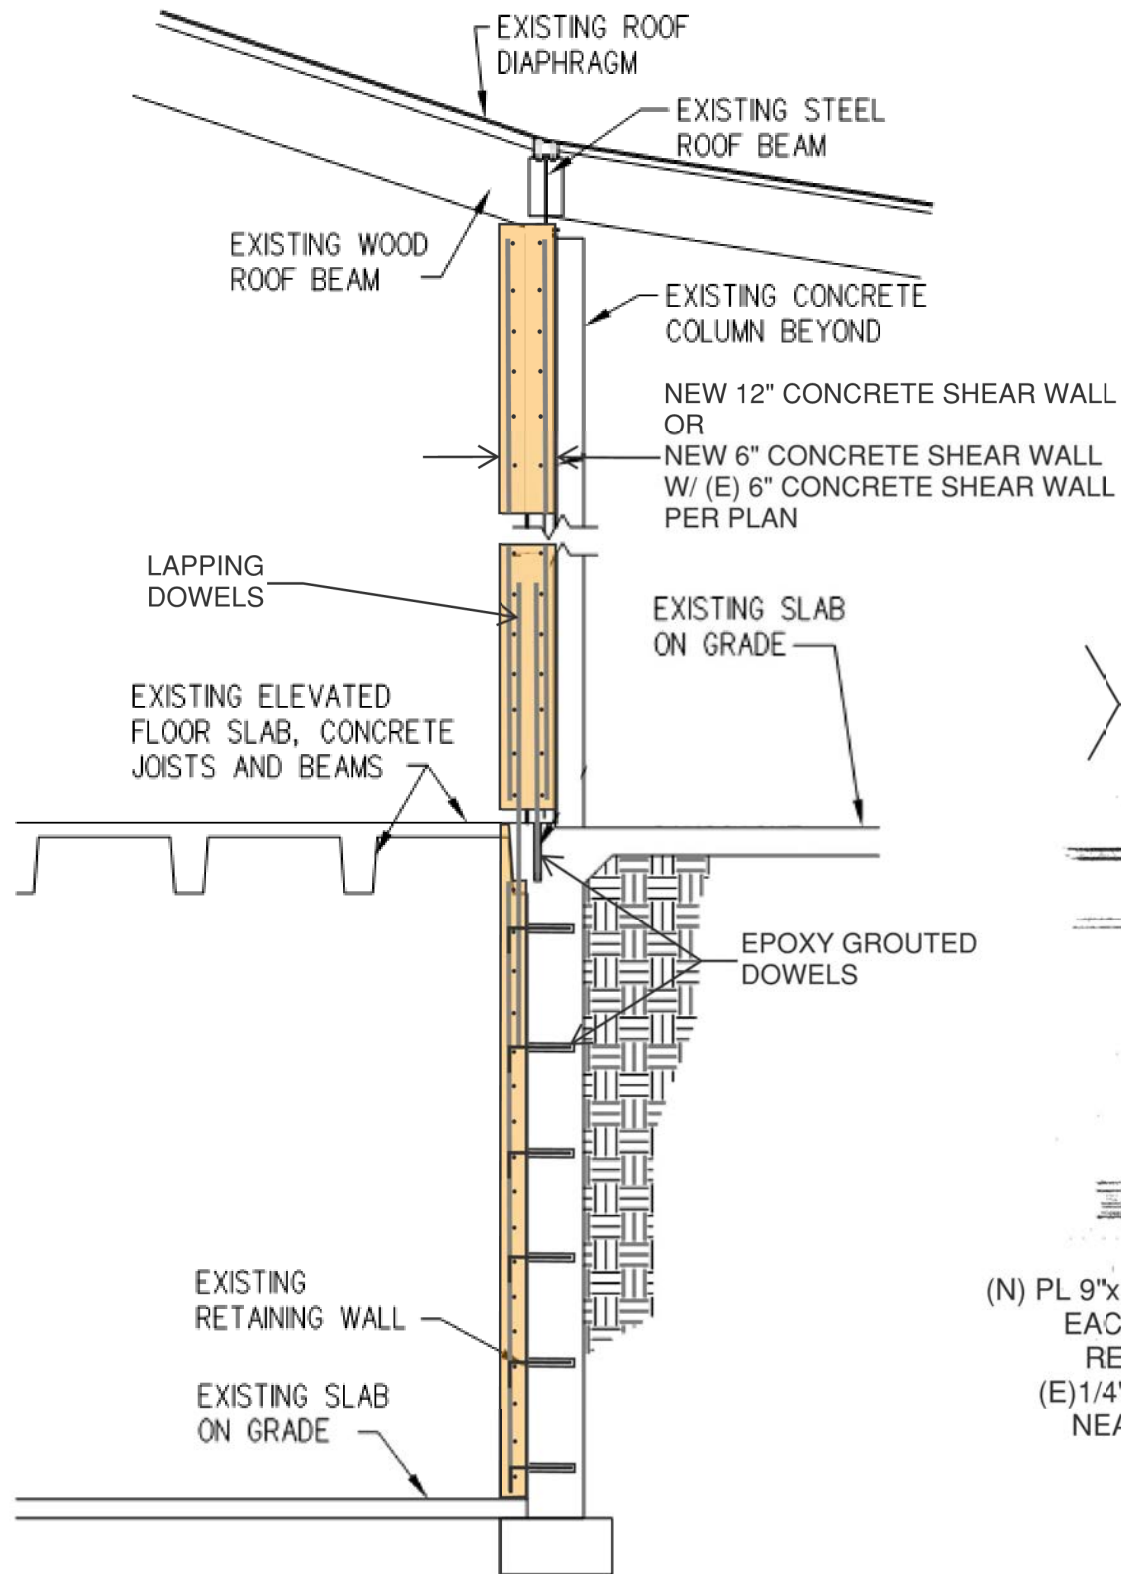 EXISTING ROOF
DIAPHRAGM
EXISTING STEEL
ROOF BEAM
EXISTING WOOD
ROOF BEAM
EXISTING CONCRETE
COLUMN BEYOND
NEW 12" CONCRETE SHEAR WALL
OR
NEW 6" CONCRETE SHEAR WALL
W/ (E) 6" CONCRETE SHEAR WALL
PER PLAN
LAPPING
DOWELS
EXISTING SLAB
ON GRADE
EXISTING ELEVATED
FLOOR SLAB, CONCRETE
JOISTS AND BEAMS
EPOXY GROUTED
DOWELS
EXISTING
RETAINING WALL
EXISTING SLAB
ON GRADE
(N) PL 9"x
EAC
RE
(E)1/4"
NEA